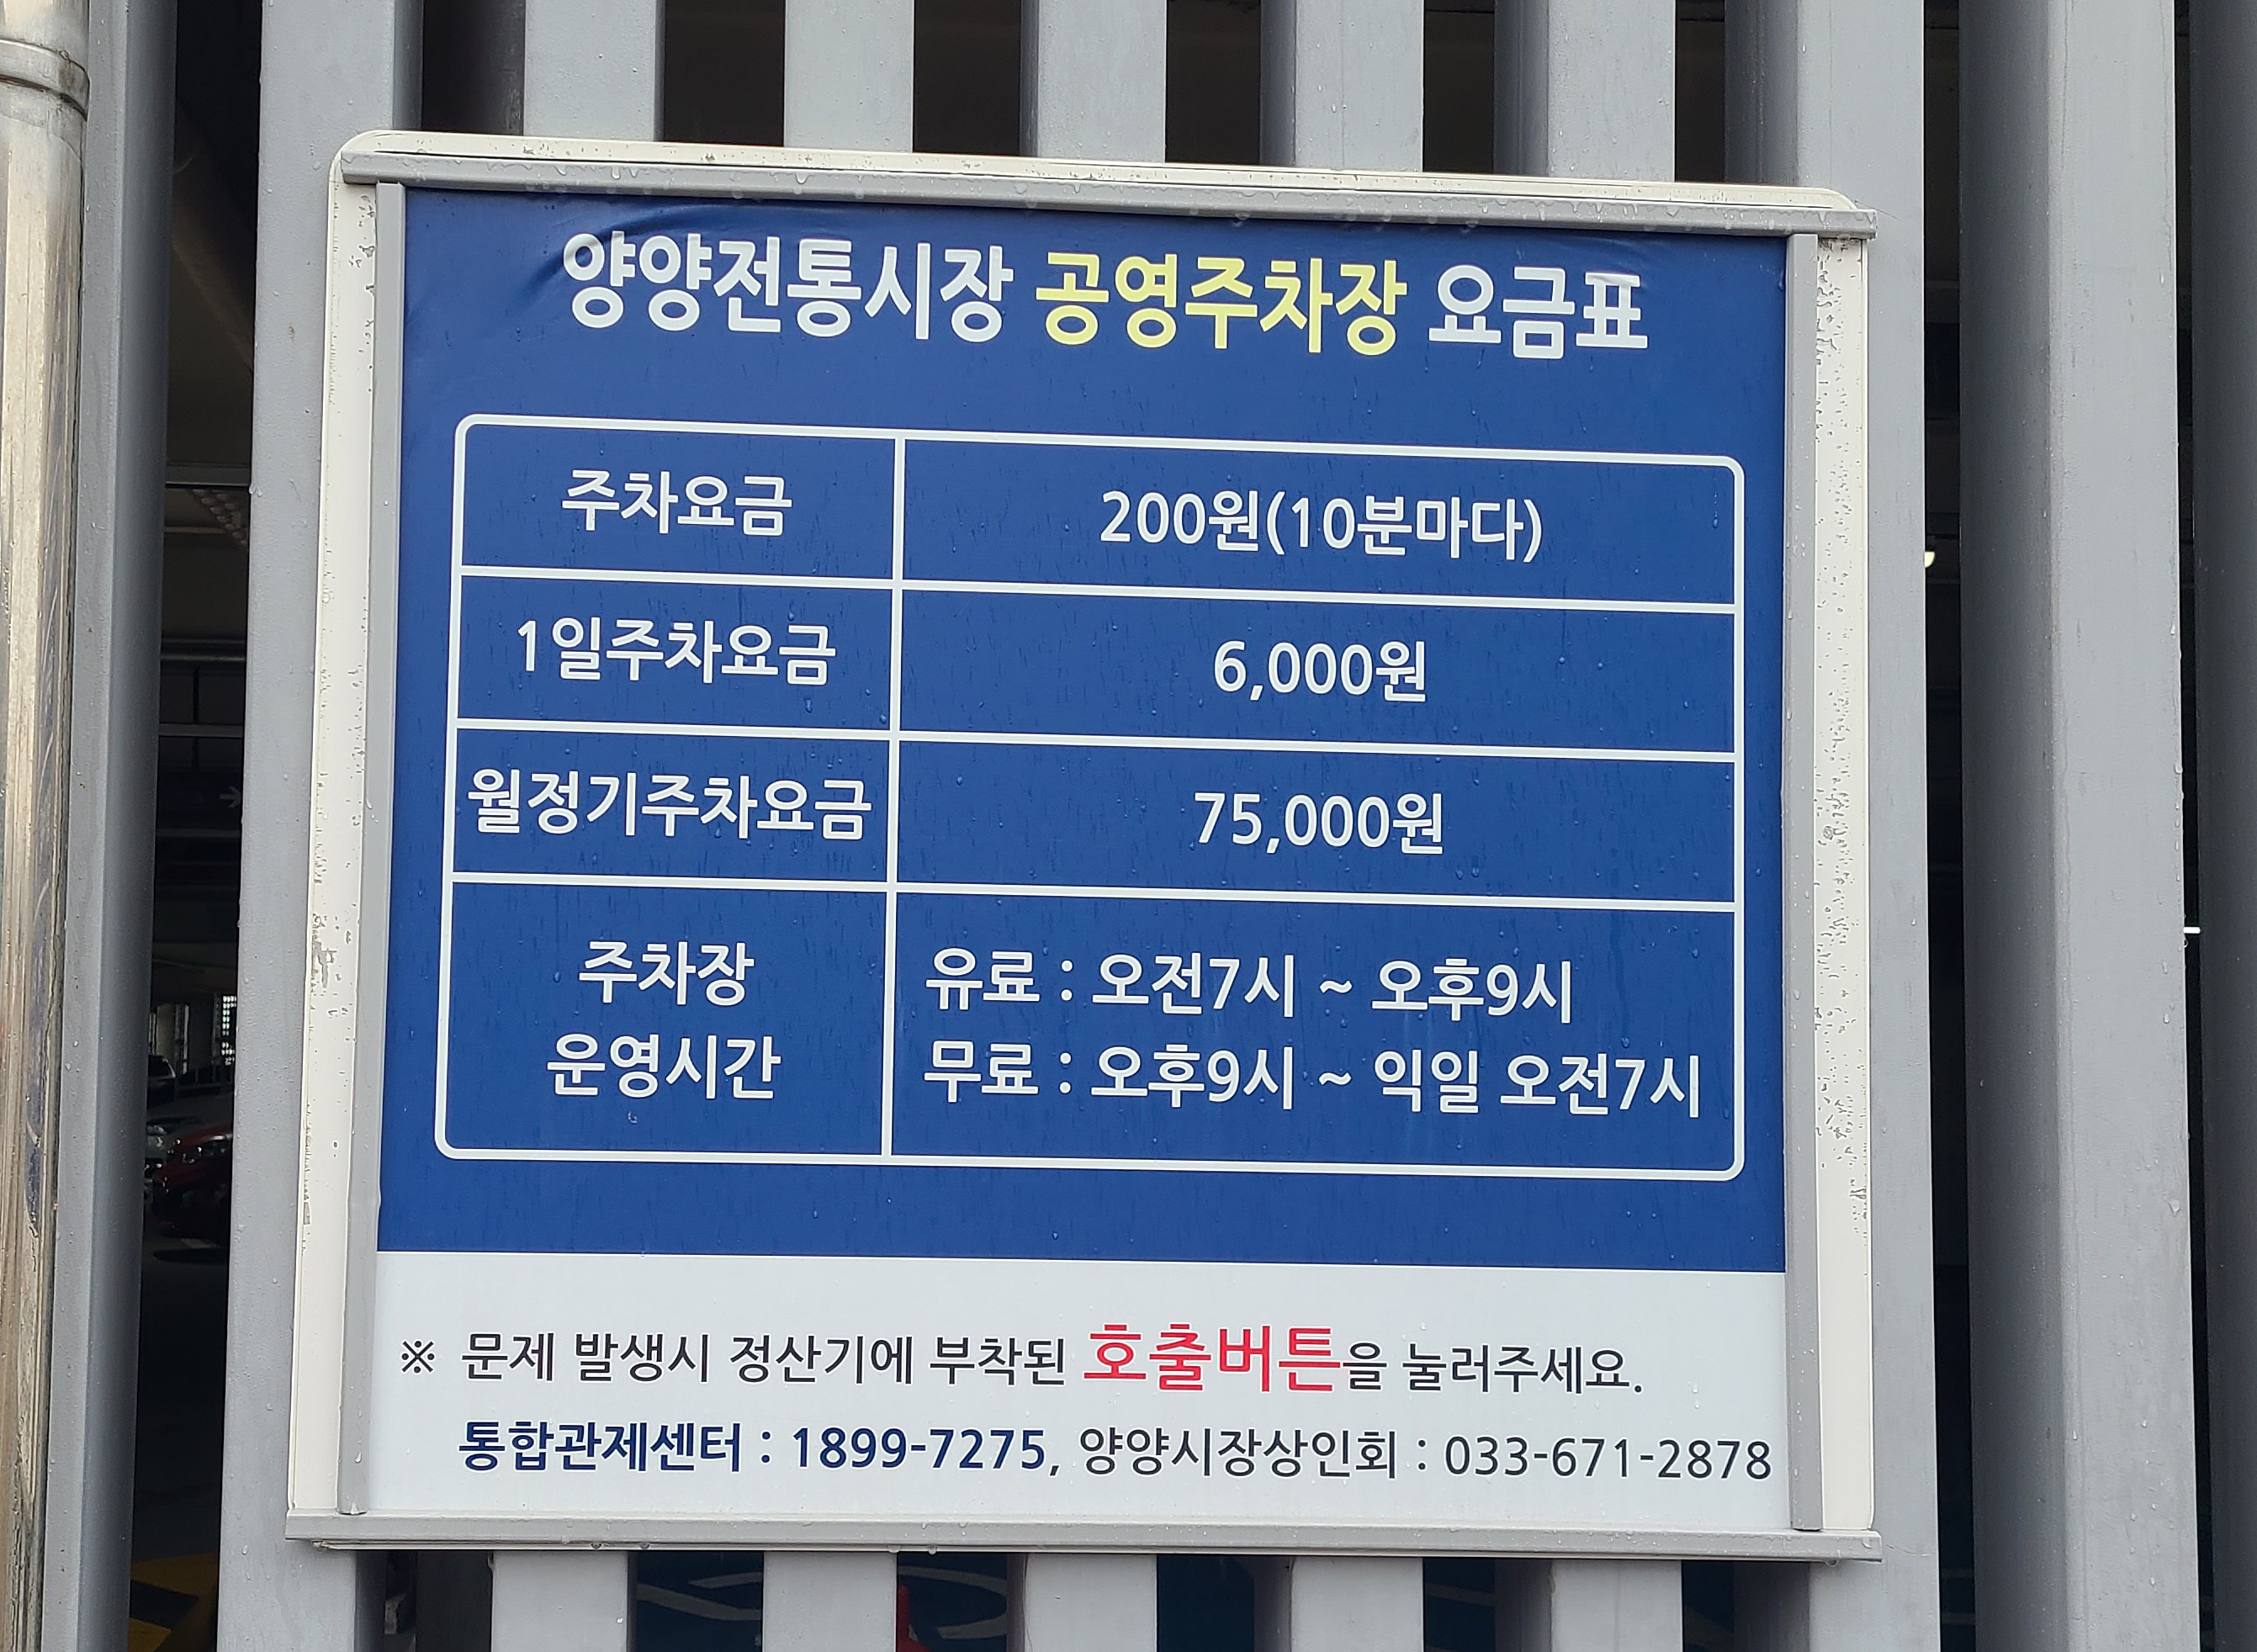 양양전통시장 공영주차장 요금표
주차요금 200원(10분마다)
1일주차요금 6,000원
월정기주차요금 75,000원
주차장 운영시간
유료 : 오전7시 ~ 오후9시
무료 : 오후9시 ~ 익일 오전7시
※ 문제 발생시 정산기에 부착된 호출버튼을 눌러주세요.
통합관제센터 : 1899-7275, 양양시장상인회 : 033-671-2878